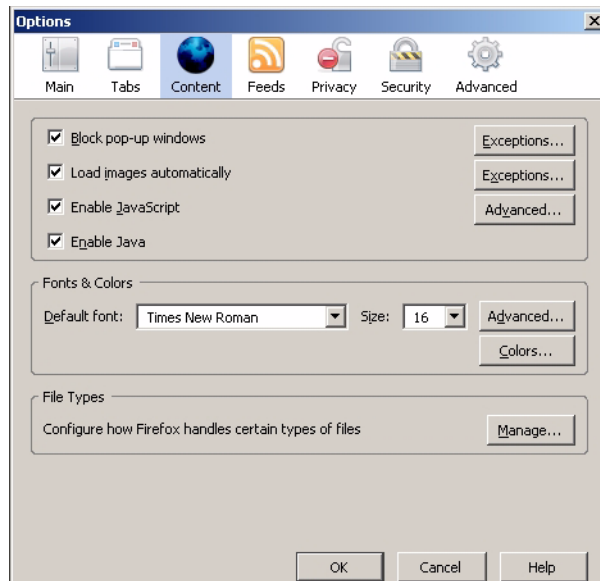 Options
Main Tabs Content Feeds Privacy Security Advanced
Block pop-up windows Exceptions...
Load images automatically Exceptions...
Enable JavaScript Advanced...
Enable Java
Fonts & Colors
Default font: Times New Roman Size: 16 Advanced...
Colors...
File Types
Configure how Firefox handles certain types of files Manage...
OK Cancel Help